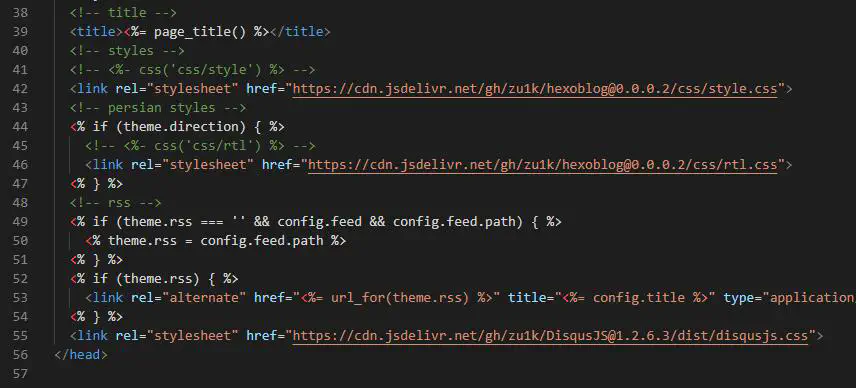 38 <!-- title -->
39 <title><%= page_title() %></title>
40 <!-- styles -->
41 <!-- <%- css('css/style') %> -->
42 <link rel="stylesheet" href="https://cdn.jsdelivr.net/gh/zu1k/hexoblog@0.0.0.2/css/style.css">
43 <!-- persian styles -->
44 <% if (theme.direction) { %>
45 <!-- <%- css('css/rtl') %> -->
46 <link rel="stylesheet" href="https://cdn.jsdelivr.net/gh/zu1k/hexoblog@0.0.0.2/css/rtl.css">
47 <% } %>
48 <!-- rss -->
49 <% if (theme.rss === '' && config.feed && config.feed.path) { %>
50 <% theme.rss = config.feed.path %>
51 <% } %>
52 <% if (theme.rss) { %>
53 <link rel="alternate" href="<%= url_for(theme.rss) %>" title="<%= config.title %>" type="application/
54 <% } %>
55 <link rel="stylesheet" href="https://cdn.jsdelivr.net/gh/zu1k/DisqusJS@1.2.6.3/dist/disqusjs.css">
56 </head>
57